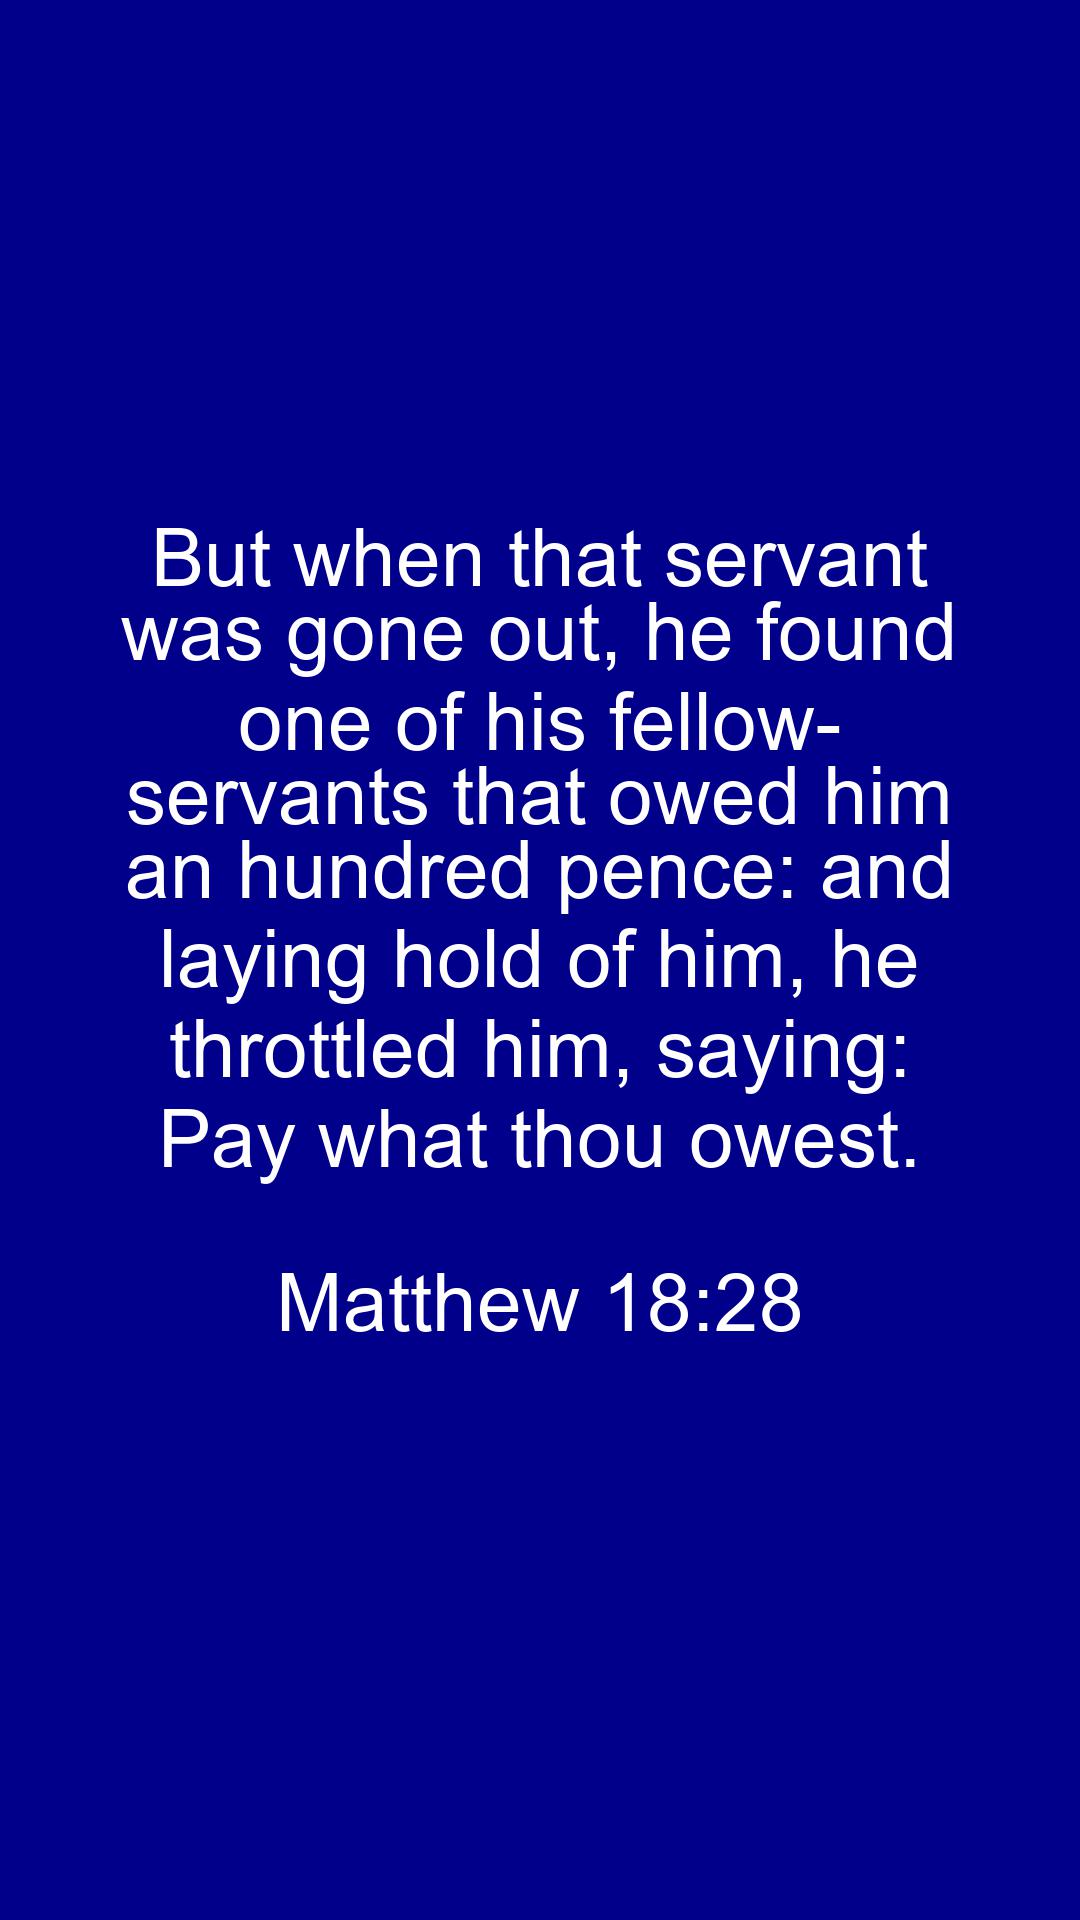 But when that servant
was gone out, he found
one of his fellow-
servants that owed him
an hundred pence: and
laying hold of him, he
throttled him, saying:
Pay what thou owest.
Matthew 18:28